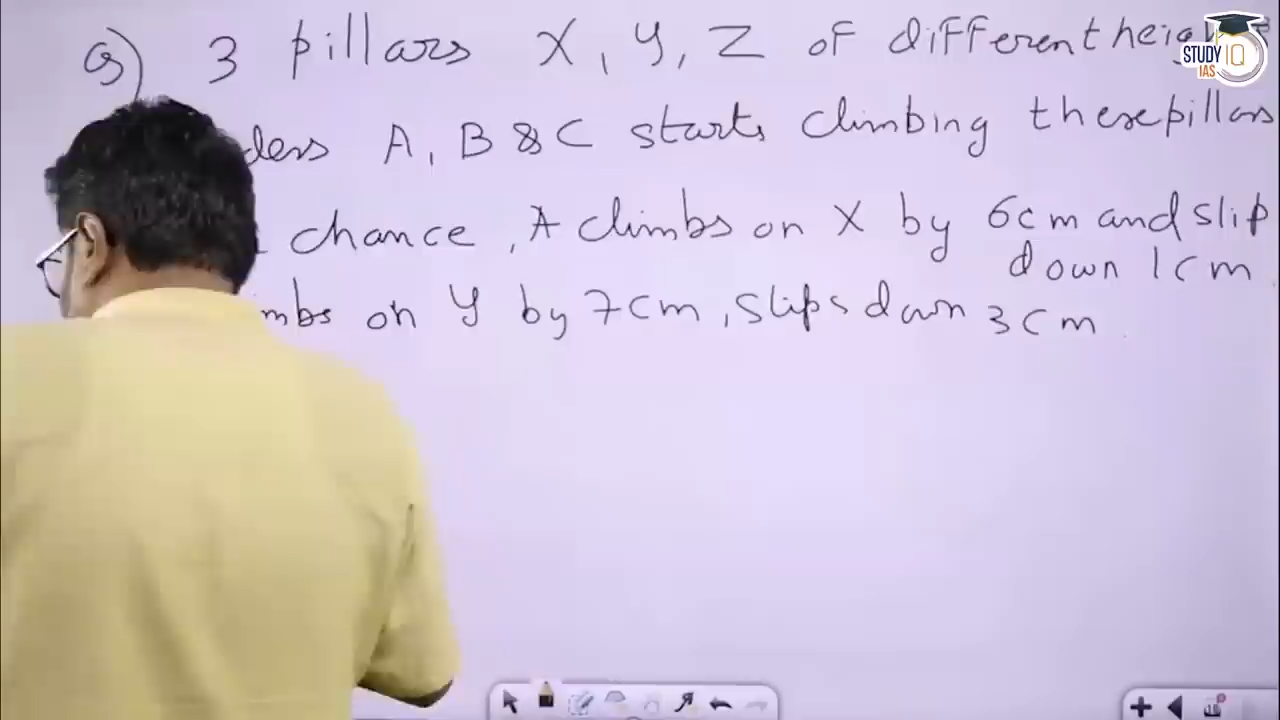 Q) 3 pillars X, Y, Z of different heig
ders A, B & C starts climbing these pillars
chance, A climbs on X by 6cm and slip
down 1cm
mbs on Y by 7cm, slips down 3cm.
STUDY IQ
IAS